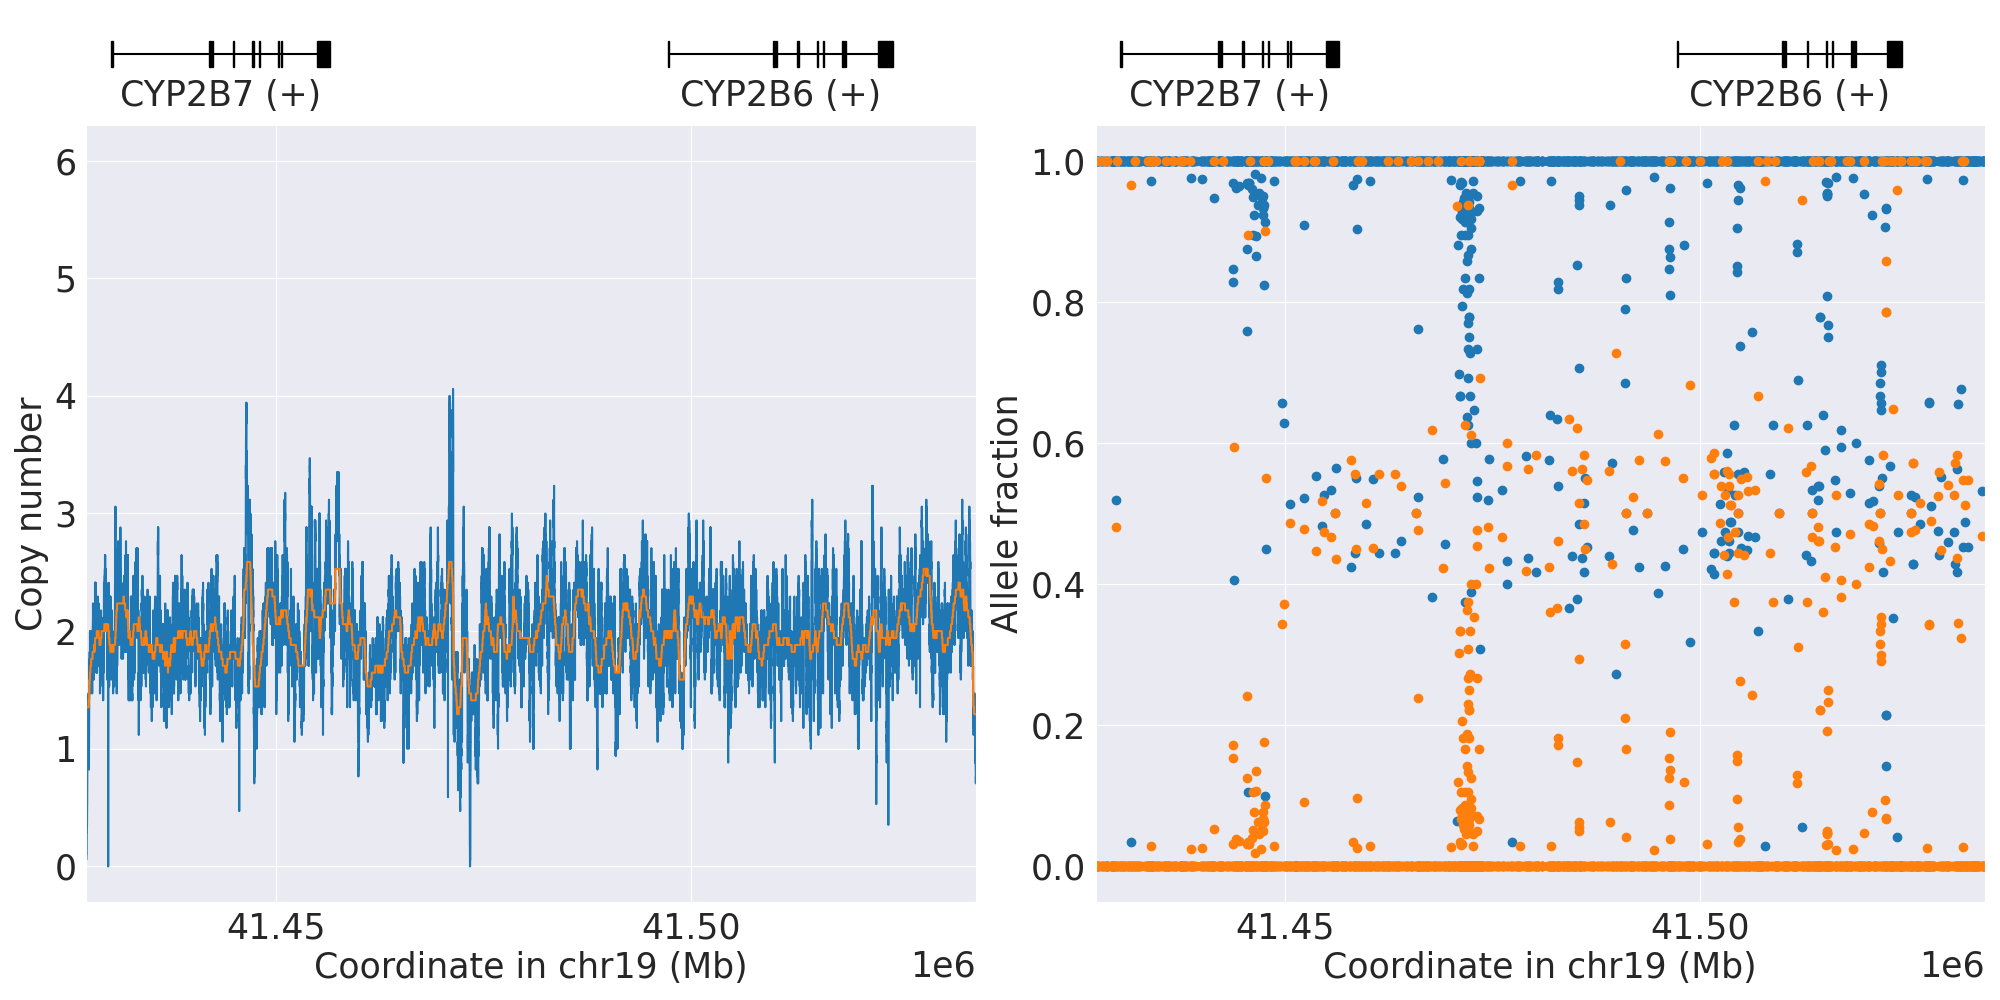 CYP2B7 (+)
CYP2B6 (+)
6
5
4
3
2
1
0
Copy number
41.45
41.50
Coordinate in chr19 (Mb)
1e6
CYP2B7 (+)
CYP2B6 (+)
1.0
0.8
0.6
0.4
0.2
0.0
Allele fraction
41.45
41.50
Coordinate in chr19 (Mb)
1e6